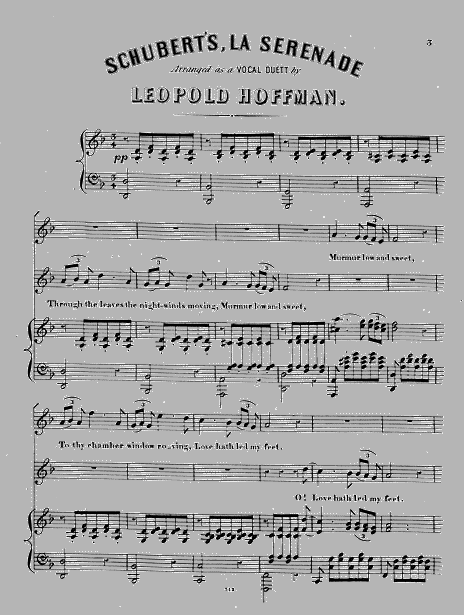 3
SCHUBERT'S, LA SERENADE
Arranged as a VOCAL DUETT by
LEOPOLD HOFFMAN.
pp
Murmor low and sweet,
Through the leaves the night-winds moving, Murmor low and sweet,
To thy chamber window roving, Love hath led my feet.
O! Love hath led my feet.